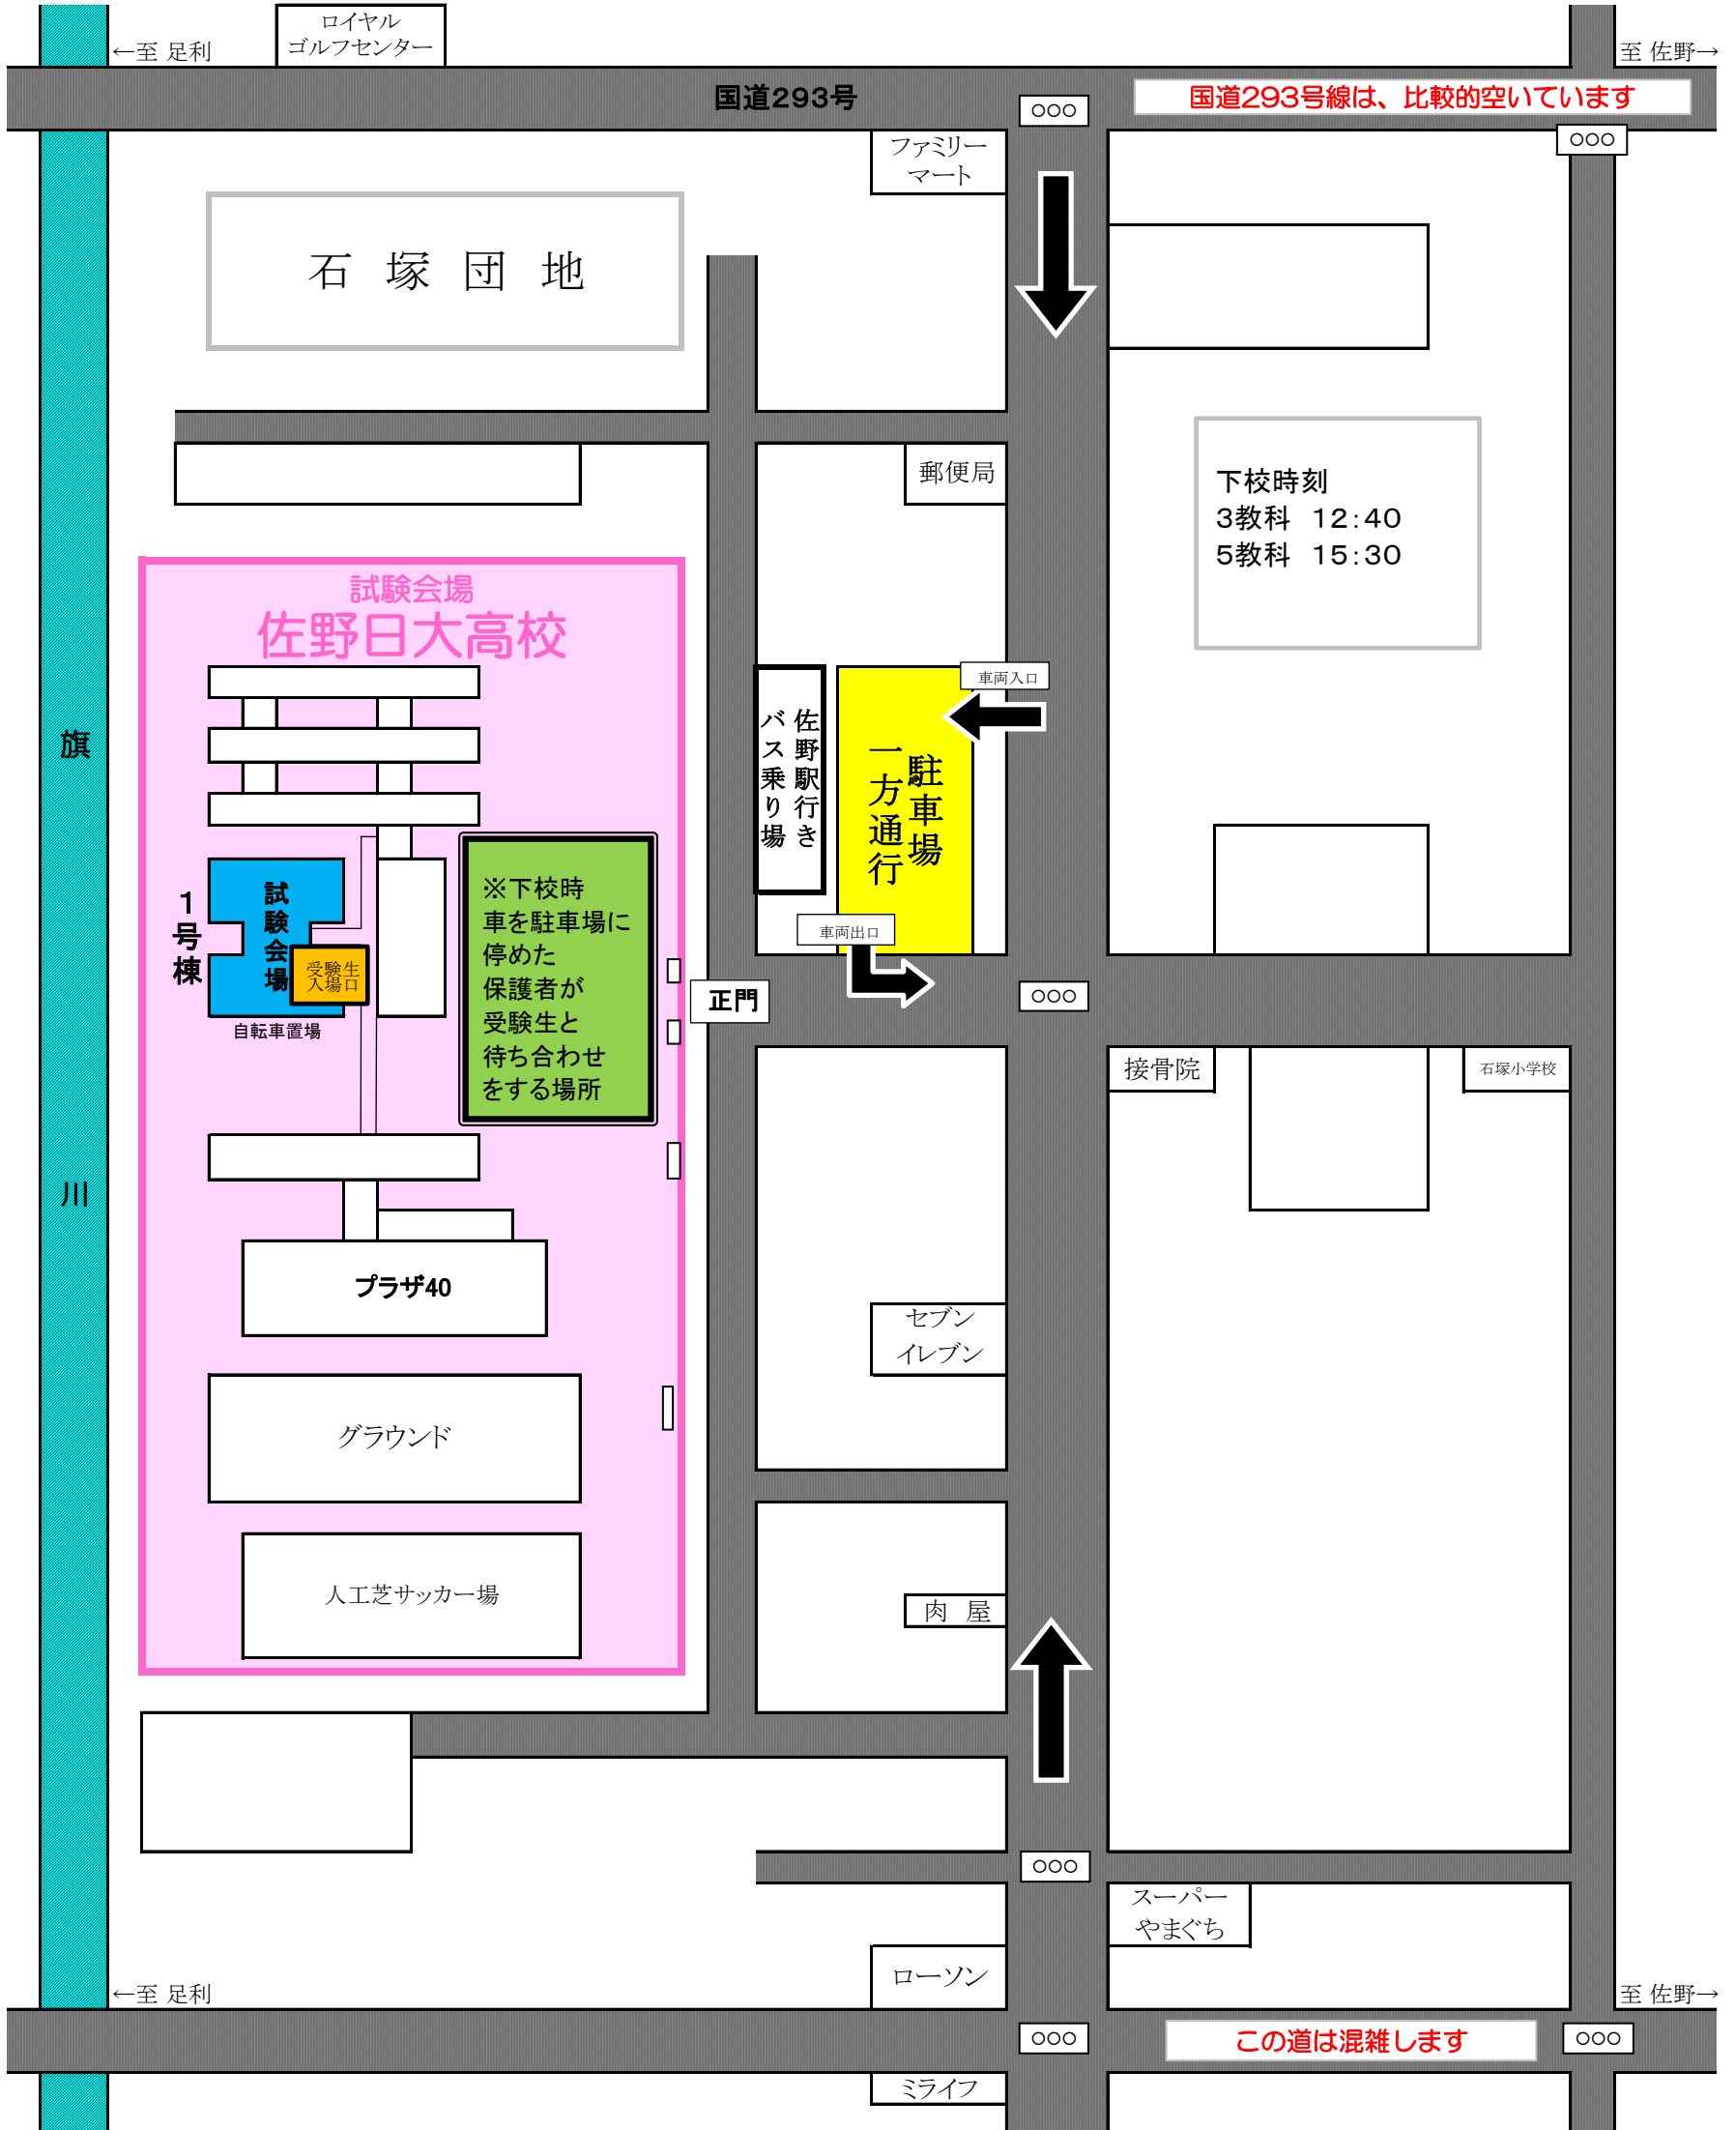 ロイヤル
ゴルフセンター
←至 足利
至 佐野→
国道293号
国道293号線は、比較的空いています
○○○
○○○
ファミリー
マート
石 塚 団 地
郵便局
下校時刻
3教科 12:40
5教科 15:30
試験会場
佐野日大高校
車両入口
佐野駅行き
バス乗り場
駐車場
一方通行
旗
川
1号棟
試験会場
受験生
入場口
自転車置場
※下校時
車を駐車場に
停めた
保護者が
受験生と
待ち合わせ
をする場所
車両出口
正門
○○○
接骨院
石塚小学校
プラザ40
セブン
イレブン
グラウンド
人工芝サッカー場
肉 屋
○○○
スーパー
やまぐち
ローソン
←至 足利
至 佐野→
○○○
この道は混雑します
○○○
ミライフ